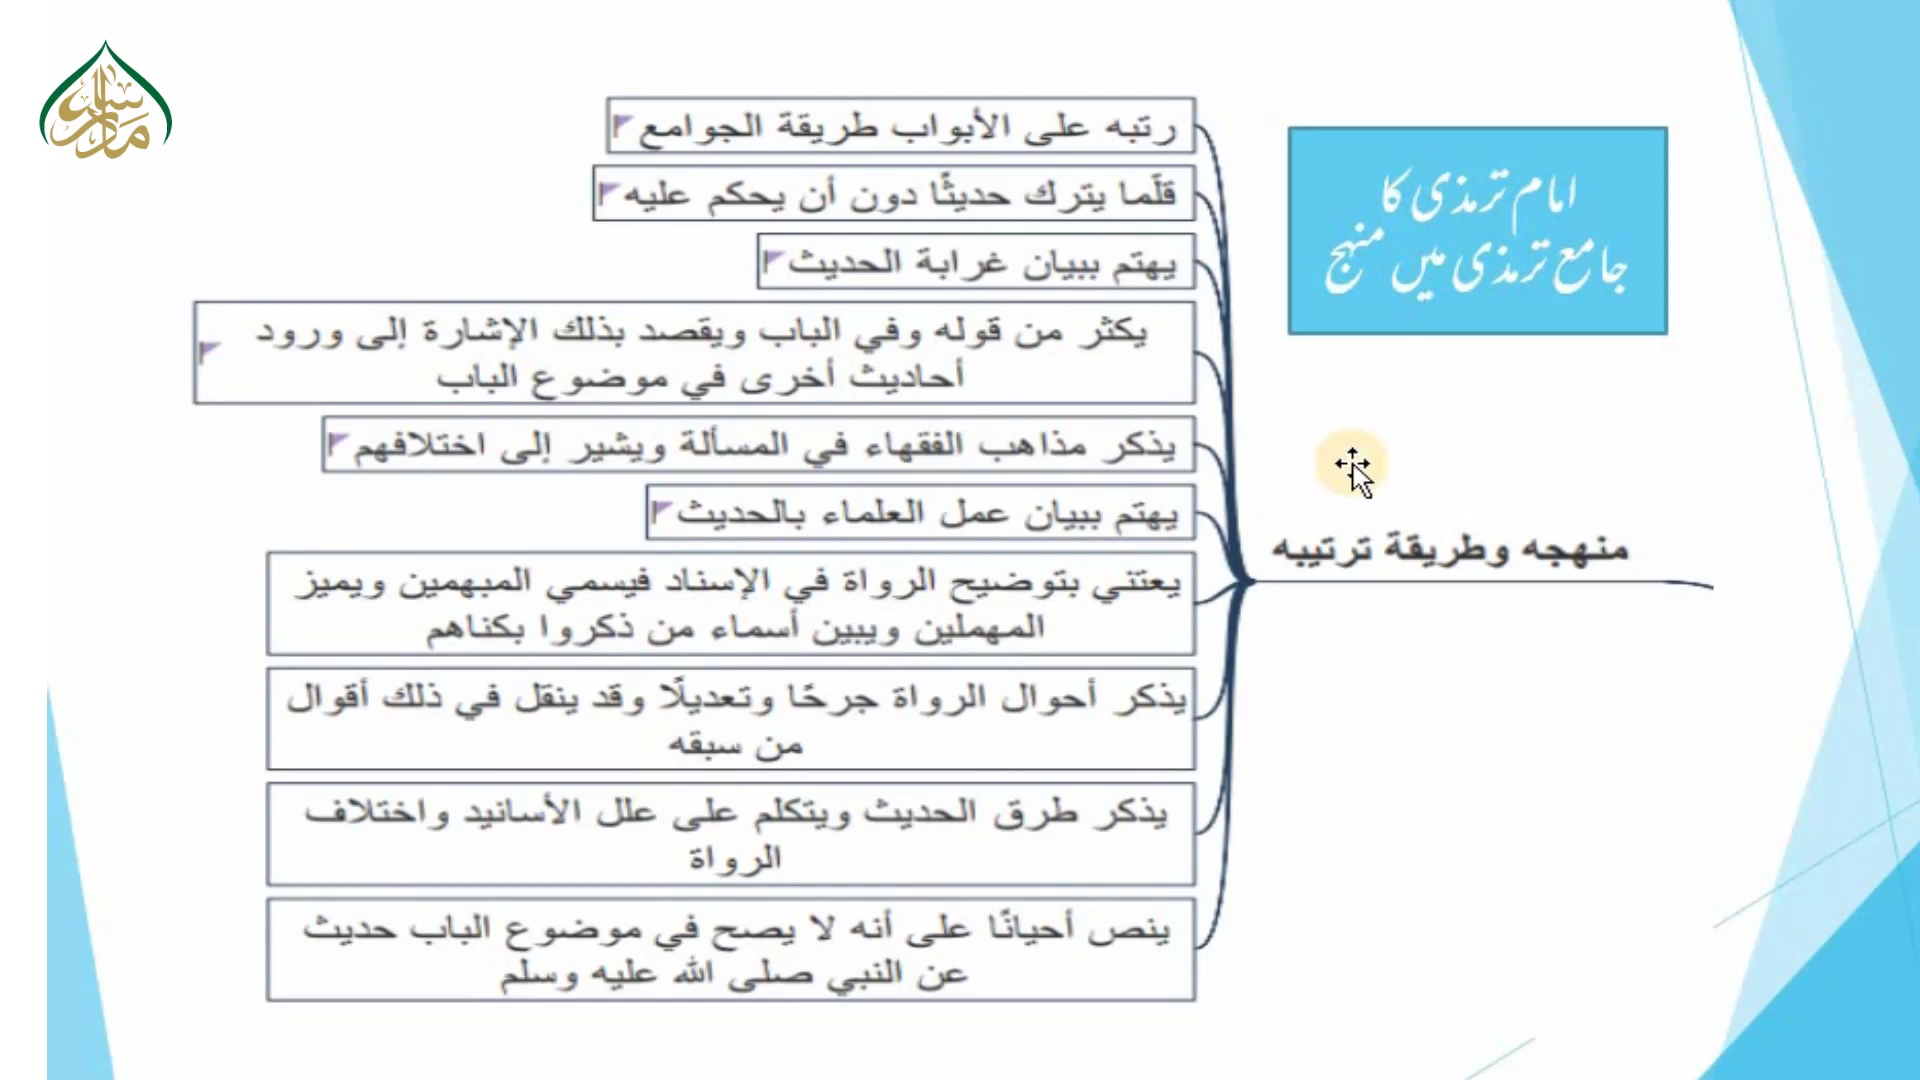 امام ترمذی کا
جامع ترمذی میں منہج
منهجه وطريقة ترتيبه
رتبه على الأبواب طريقة الجوامع
قلّما يترك حديثًا دون أن يحكم عليه
يهتم ببيان غرابة الحديث
يكثر من قوله وفي الباب ويقصد بذلك الإشارة إلى ورود
أحاديث أخرى في موضوع الباب
يذكر مذاهب الفقهاء في المسألة ويشير إلى اختلافهم
يهتم ببيان عمل العلماء بالحديث
يعتني بتوضيح الرواة في الإسناد فيسمي المبهمين ويميز
المهملين ويبين أسماء من ذكروا بكناهم
يذكر أحوال الرواة جرحًا وتعديلًا وقد ينقل في ذلك أقوال
من سبقه
يذكر طرق الحديث ويتكلم على علل الأسانيد واختلاف
الرواة
ينص أحيانًا على أنه لا يصح في موضوع الباب حديث
عن النبي صلى الله عليه وسلم